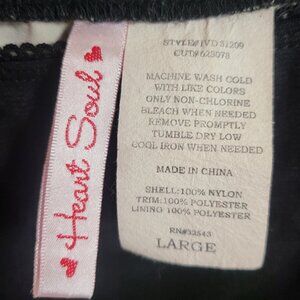 Heart Soul
STYLE#IVD 31209
CUT#623078
MACHINE WASH COLD
WITH LIKE COLORS
ONLY NON-CHLORINE
BLEACH WHEN NEEDED
REMOVE PROMPTLY
TUMBLE DRY LOW
COOL IRON WHEN NEEDED
MADE IN CHINA
SHELL:100% NYLON
TRIM:100% POLYESTER
LINING 100% POLYESTER
RN#32543
LARGE